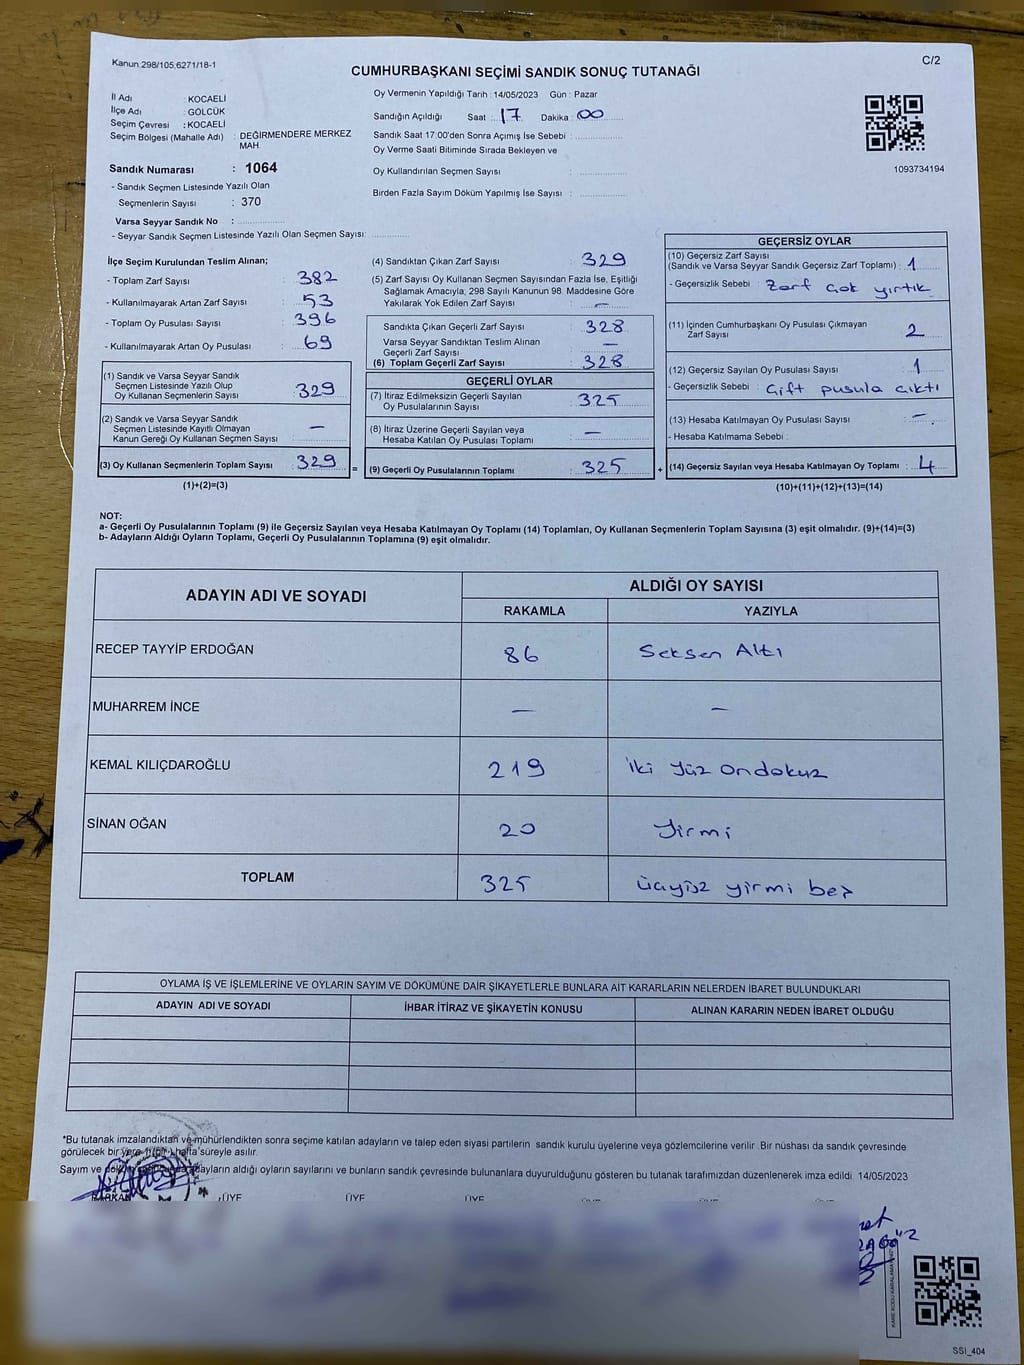 Kanun.298/105,6271/18-1
C/2
CUMHURBAŞKANI SEÇİMİ SANDIK SONUÇ TUTANAĞI
İl Adı : KOCAELİ
İlçe Adı : GÖLCÜK
Seçim Çevresi : KOCAELİ
Seçim Bölgesi (Mahalle Adı) : DEĞİRMENDERE MERKEZ MAH.
Sandık Numarası : 1064
- Sandık Seçmen Listesinde Yazılı Olan
Seçmenlerin Sayısı : 370
Varsa Seyyar Sandık No :
- Seyyar Sandık Seçmen Listesinde Yazılı Olan Seçmen Sayısı:
Oy Vermenin Yapıldığı Tarih : 14/05/2023 Gün : Pazar
Sandığın Açıldığı Saat : 17 Dakika : 00
Sandık Saat 17:00'den Sonra Açımış İse Sebebi :
Oy Verme Saati Bitiminde Sırada Bekleyen ve
Oy Kullandırılan Seçmen Sayısı :
Birden Fazla Sayım Döküm Yapılmış İse Sayısı :
1093734194
İlçe Seçim Kurulundan Teslim Alınan;
- Toplam Zarf Sayısı : 382
- Kullanılmayarak Artan Zarf Sayısı : 53
- Toplam Oy Pusulası Sayısı : 396
- Kullanılmayarak Artan Oy Pusulası : 69
(1) Sandık ve Varsa Seyyar Sandık
Seçmen Listesinde Yazılı Olup
Oy Kullanan Seçmenlerin Sayısı : 329
(2) Sandık ve Varsa Seyyar Sandık
Seçmen Listesinde Kayıtlı Olmayan
Kanun Gereği Oy Kullanan Seçmen Sayısı : —
(3) Oy Kullanan Seçmenlerin Toplam Sayısı : 329
(1)+(2)=(3)
=
(4) Sandıktan Çıkan Zarf Sayısı : 329
(5) Zarf Sayısı Oy Kullanan Seçmen Sayısından Fazla İse, Eşitliği
Sağlamak Amacıyla; 298 Sayılı Kanunun 98. Maddesine Göre
Yakılarak Yok Edilen Zarf Sayısı : —
Sandıkta Çıkan Geçerli Zarf Sayısı : 328
Varsa Seyyar Sandıktan Teslim Alınan
Geçerli Zarf Sayısı : —
(6) Toplam Geçerli Zarf Sayısı : 328
GEÇERLİ OYLAR
(7) İtiraz Edilmeksizin Geçerli Sayılan
Oy Pusulalarının Sayısı : 325
(8) İtiraz Üzerine Geçerli Sayılan veya
Hesaba Katılan Oy Pusulası Toplamı : —
(9) Geçerli Oy Pusulalarının Toplamı : 325
+
GEÇERSİZ OYLAR
(10) Geçersiz Zarf Sayısı
(Sandık ve Varsa Seyyar Sandık Geçersiz Zarf Toplamı) : 1
- Geçersizlik Sebebi : Zarf çok yırtık
(11) İçinden Cumhurbaşkanı Oy Pusulası Çıkmayan
Zarf Sayısı : 2
(12) Geçersiz Sayılan Oy Pusulası Sayısı : 1
- Geçersizlik Sebebi : Çift pusula çıktı
(13) Hesaba Katılmayan Oy Pusulası Sayısı : —
- Hesaba Katılmama Sebebi :
(14) Geçersiz Sayılan veya Hesaba Katılmayan Oy Toplamı : 4
(10)+(11)+(12)+(13)=(14)
NOT:
a- Geçerli Oy Pusulalarının Toplamı (9) ile Geçersiz Sayılan veya Hesaba Katılmayan Oy Toplamı (14) Toplamları, Oy Kullanan Seçmenlerin Toplam Sayısına (3) eşit olmalıdır. (9)+(14)=(3)
b- Adayların Aldığı Oyların Toplamı, Geçerli Oy Pusulalarının Toplamına (9) eşit olmalıdır.
ADAYIN ADI VE SOYADI
ALDIĞI OY SAYISI
RAKAMLA YAZIYLA
RECEP TAYYİP ERDOĞAN 86 Seksen Altı
MUHARREM İNCE — —
KEMAL KILIÇDAROĞLU 219 İki Yüz Ondokuz
SİNAN OĞAN 20 Yirmi
TOPLAM 325 üçyüz yirmi beş
OYLAMA İŞ VE İŞLEMLERİNE VE OYLARIN SAYIM VE DÖKÜMÜNE DAİR ŞİKAYETLERLE BUNLARA AİT KARARLARIN NELERDEN İBARET BULUNDUKLARI
ADAYIN ADI VE SOYADI İHBAR İTİRAZ VE ŞİKAYETİN KONUSU ALINAN KARARIN NEDEN İBARET OLDUĞU
*Bu tutanak imzalandıktan ve mühürlendikten sonra seçime katılan adayların ve talep eden siyasi partilerin sandık kurulu üyelerine veya gözlemcilerine verilir. Bir nüshası da sandık çevresinde
görülecek bir yere 1 (bir) hafta süreyle asılır.
Sayım ve adayların aldığı oyların sayılarını ve bunların sandık çevresinde bulunanlara duyurulduğunu gösteren bu tutanak tarafımızdan düzenlenerek imza edildi. 14/05/2023
BAŞKAN ÜYE ÜYE ÜYE
SSI_404